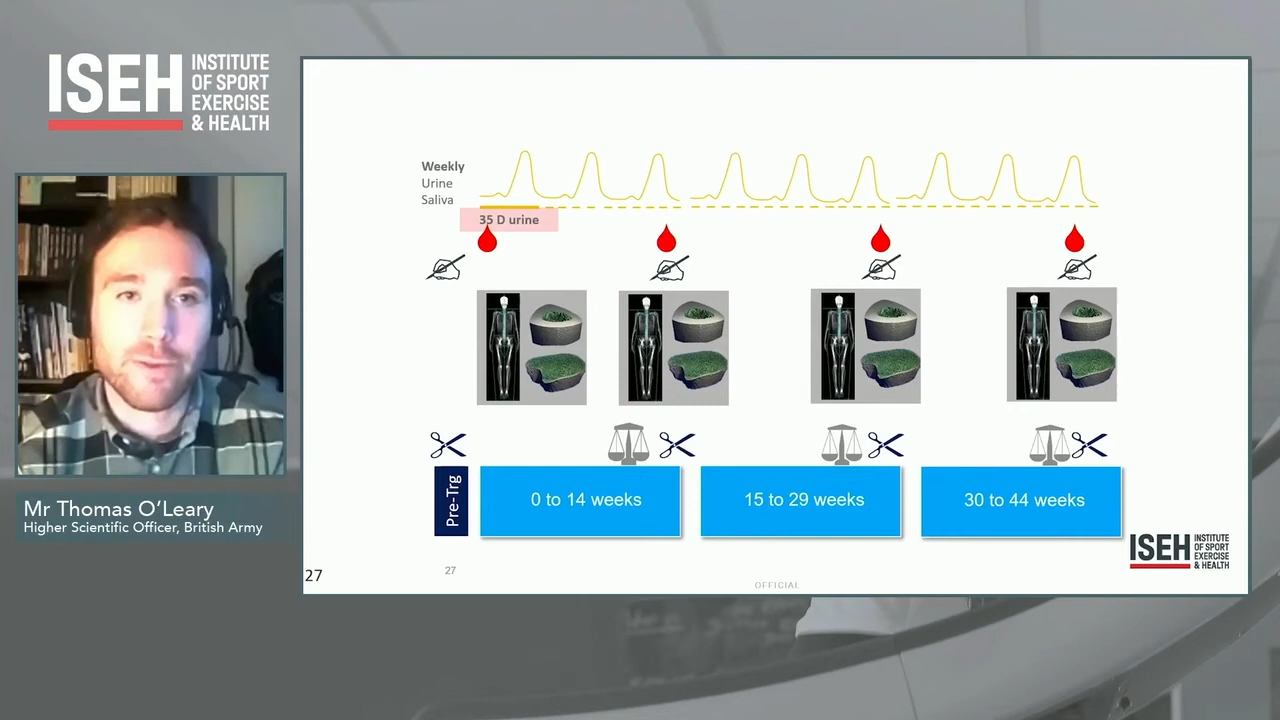 ISEH
INSTITUTE
OF SPORT
EXERCISE
& HEALTH
Mr Thomas O’Leary
Higher Scientific Officer, British Army
Weekly
Urine
Saliva
35 D urine
Pre-Trg
0 to 14 weeks
15 to 29 weeks
30 to 44 weeks
ISEH
INSTITUTE
OF SPORT
EXERCISE
& HEALTH
27
27
OFFICIAL